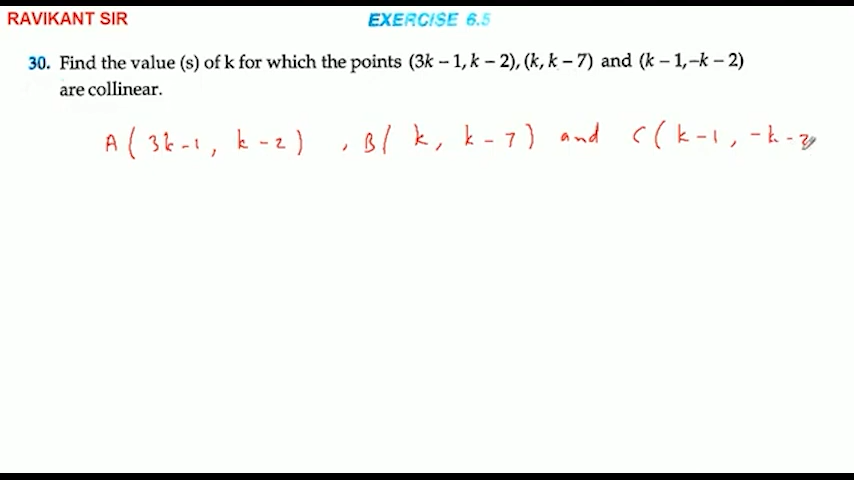 RAVIKANT SIR
EXERCISE 6.5
30. Find the value (s) of k for which the points (3k – 1, k – 2), (k, k – 7) and (k – 1, –k – 2)
are collinear.
A ( 3k-1, k-2 ) , B ( k, k-7 ) and C ( k-1, -k-2